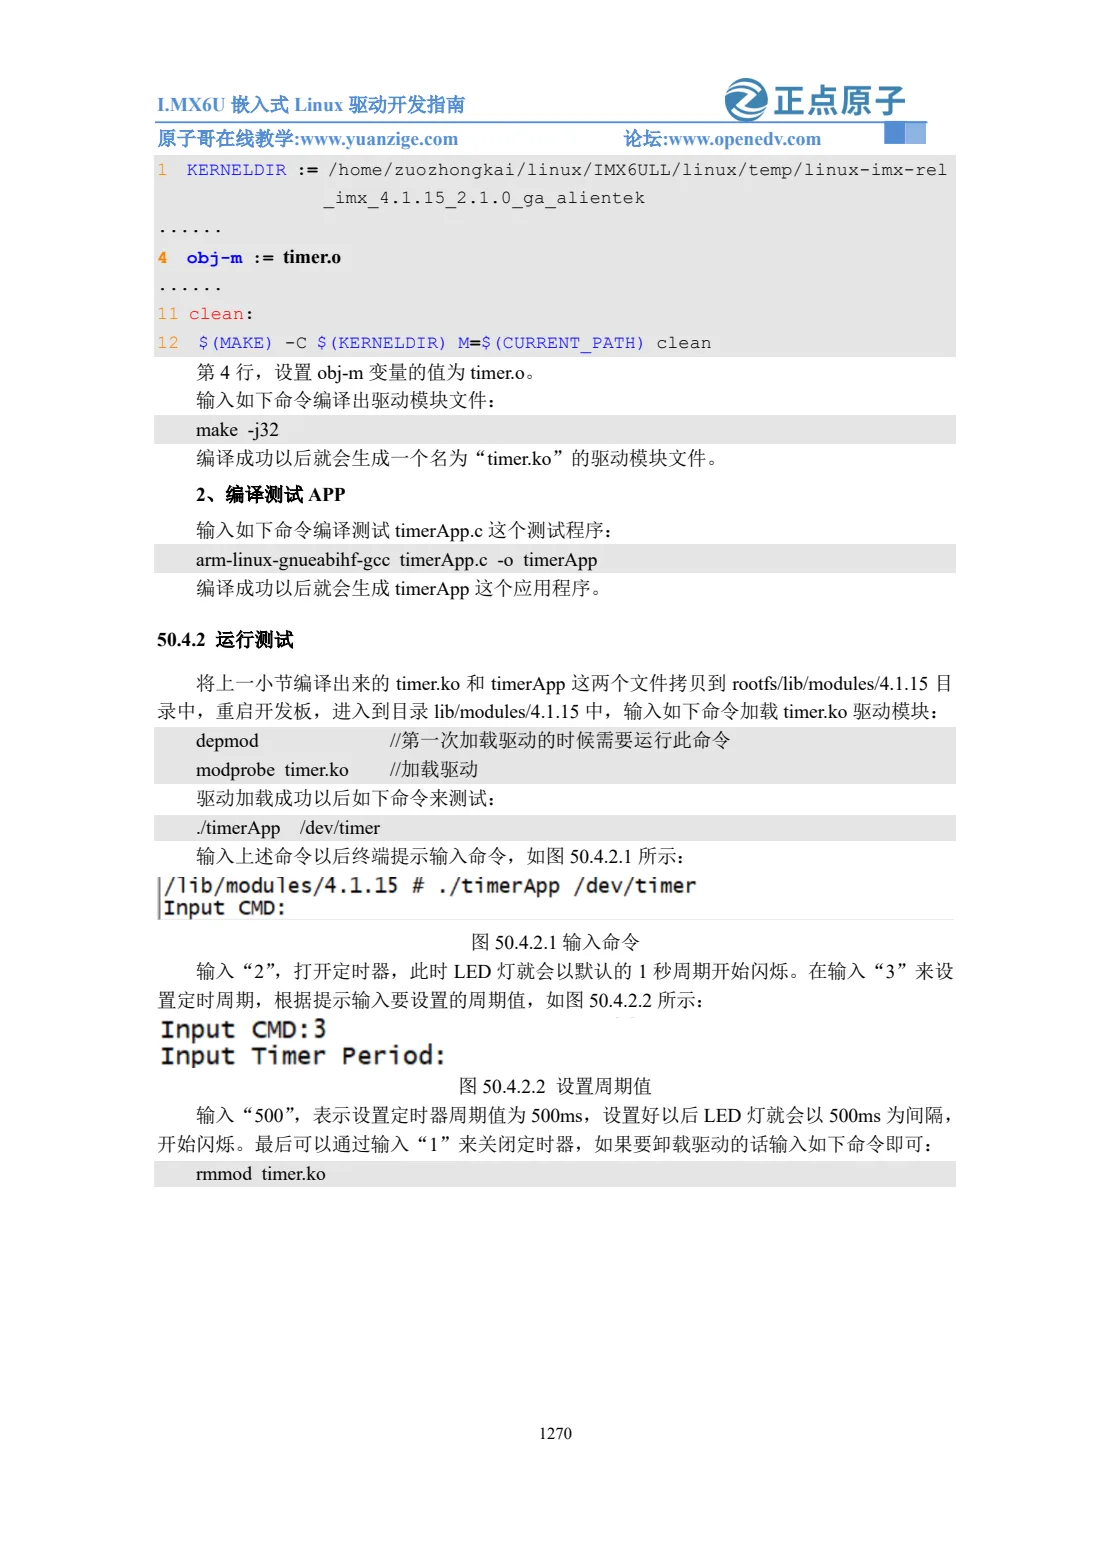 I.MX6U 嵌入式 Linux 驱动开发指南
正点原子
原子哥在线教学:www.yuanzige.com 论坛:www.openedv.com
1 KERNELDIR := /home/zuozhongkai/linux/IMX6ULL/linux/temp/linux-imx-rel
_imx_4.1.15_2.1.0_ga_alientek
......
4 obj-m := timer.o
......
11 clean:
12 $(MAKE) -C $(KERNELDIR) M=$(CURRENT_PATH) clean
第 4 行，设置 obj-m 变量的值为 timer.o。
输入如下命令编译出驱动模块文件：
make -j32
编译成功以后就会生成一个名为“timer.ko”的驱动模块文件。
2、编译测试 APP
输入如下命令编译测试 timerApp.c 这个测试程序：
arm-linux-gnueabihf-gcc timerApp.c -o timerApp
编译成功以后就会生成 timerApp 这个应用程序。
50.4.2 运行测试
将上一小节编译出来的 timer.ko 和 timerApp 这两个文件拷贝到 rootfs/lib/modules/4.1.15 目
录中，重启开发板，进入到目录 lib/modules/4.1.15 中，输入如下命令加载 timer.ko 驱动模块：
depmod //第一次加载驱动的时候需要运行此命令
modprobe timer.ko //加载驱动
驱动加载成功以后如下命令来测试：
./timerApp /dev/timer
输入上述命令以后终端提示输入命令，如图 50.4.2.1 所示：
/lib/modules/4.1.15 # ./timerApp /dev/timer
Input CMD:
图 50.4.2.1 输入命令
输入“2”，打开定时器，此时 LED 灯就会以默认的 1 秒周期开始闪烁。在输入“3”来设
置定时周期，根据提示输入要设置的周期值，如图 50.4.2.2 所示：
Input CMD:3
Input Timer Period:
图 50.4.2.2 设置周期值
输入“500”，表示设置定时器周期值为 500ms，设置好以后 LED 灯就会以 500ms 为间隔，
开始闪烁。最后可以通过输入“1”来关闭定时器，如果要卸载驱动的话输入如下命令即可：
rmmod timer.ko
1270